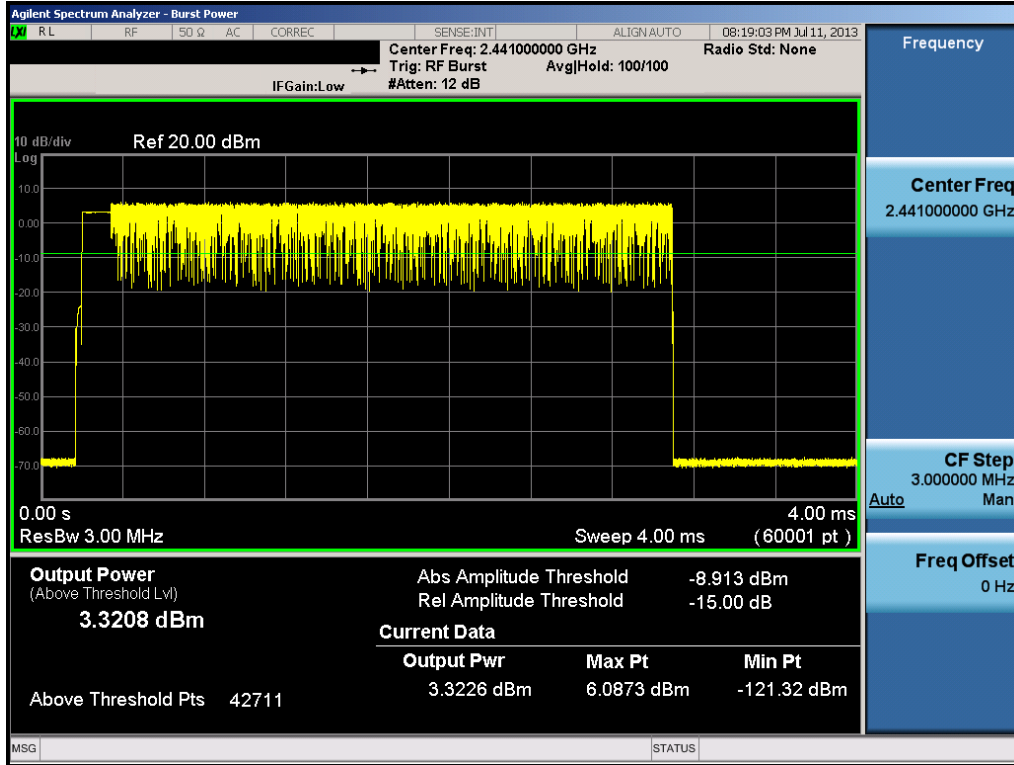 Agilent Spectrum Analyzer - Burst Power
LXI RL RF 50 Ω AC CORREC SENSE:INT ALIGN AUTO 08:19:03 PM Jul 11, 2013
Center Freq: 2.441000000 GHz Radio Std: None
Trig: RF Burst Avg|Hold: 100/100
IFGain:Low #Atten: 12 dB
Frequency
10 dB/div Ref 20.00 dBm
Log
10.0
0.00
-10.0
-20.0
-30.0
-40.0
-50.0
-60.0
-70.0
0.00 s 4.00 ms
ResBw 3.00 MHz Sweep 4.00 ms (60001 pt )
Center Freq
2.441000000 GHz
CF Step
3.000000 MHz
Auto Man
Freq Offset
0 Hz
Output Power
(Above Threshold Lvl)
3.3208 dBm
Above Threshold Pts 42711
Abs Amplitude Threshold -8.913 dBm
Rel Amplitude Threshold -15.00 dB
Current Data
Output Pwr Max Pt Min Pt
3.3226 dBm 6.0873 dBm -121.32 dBm
MSG STATUS